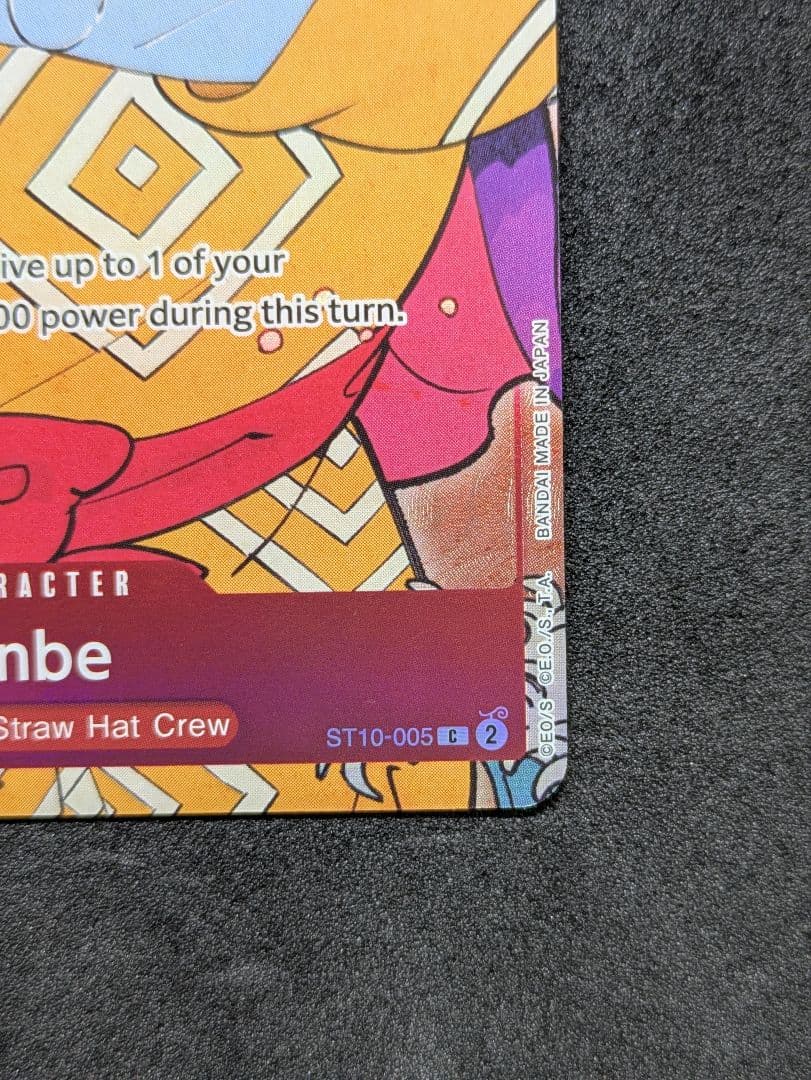 ive up to 1 of your
00 power during this turn.
RACTER
nbe
Straw Hat Crew
ST10-005 C 2
©EO/S ©E.O./S.,T.A. BANDAI MADE IN JAPAN